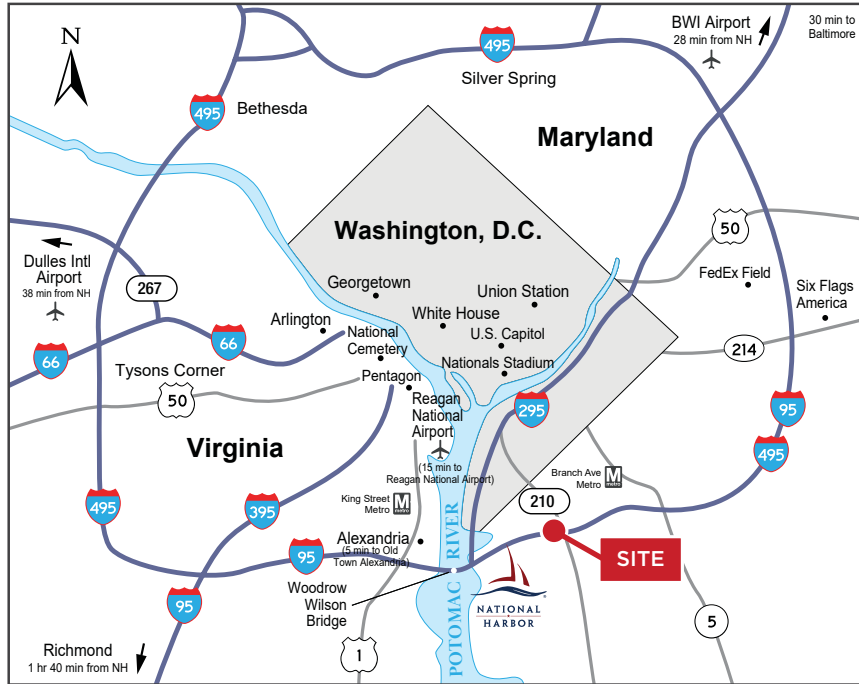 N
495
BWI Airport
28 min from NH
30 min to
Baltimore
Silver Spring
495
Bethesda
Maryland
Washington, D.C.
50
Dulles Intl
Airport
38 min from NH
267
Georgetown
Union Station
FedEx Field
Six Flags
America
Arlington
White House
National
Cemetery
U.S. Capitol
214
66
66
Tysons Corner
Nationals Stadium
Pentagon
50
Reagan
National
Airport
(15 min to
Reagan National Airport)
295
95
Virginia
495
Branch Ave
Metro
M
metro
King Street
Metro
M
metro
210
495
395
Alexandria
(5 min to Old
Town Alexandria)
95
SITE
POTOMAC RIVER
Woodrow
Wilson
Bridge
NATIONAL
HARBOR
95
5
1
Richmond
1 hr 40 min from NH